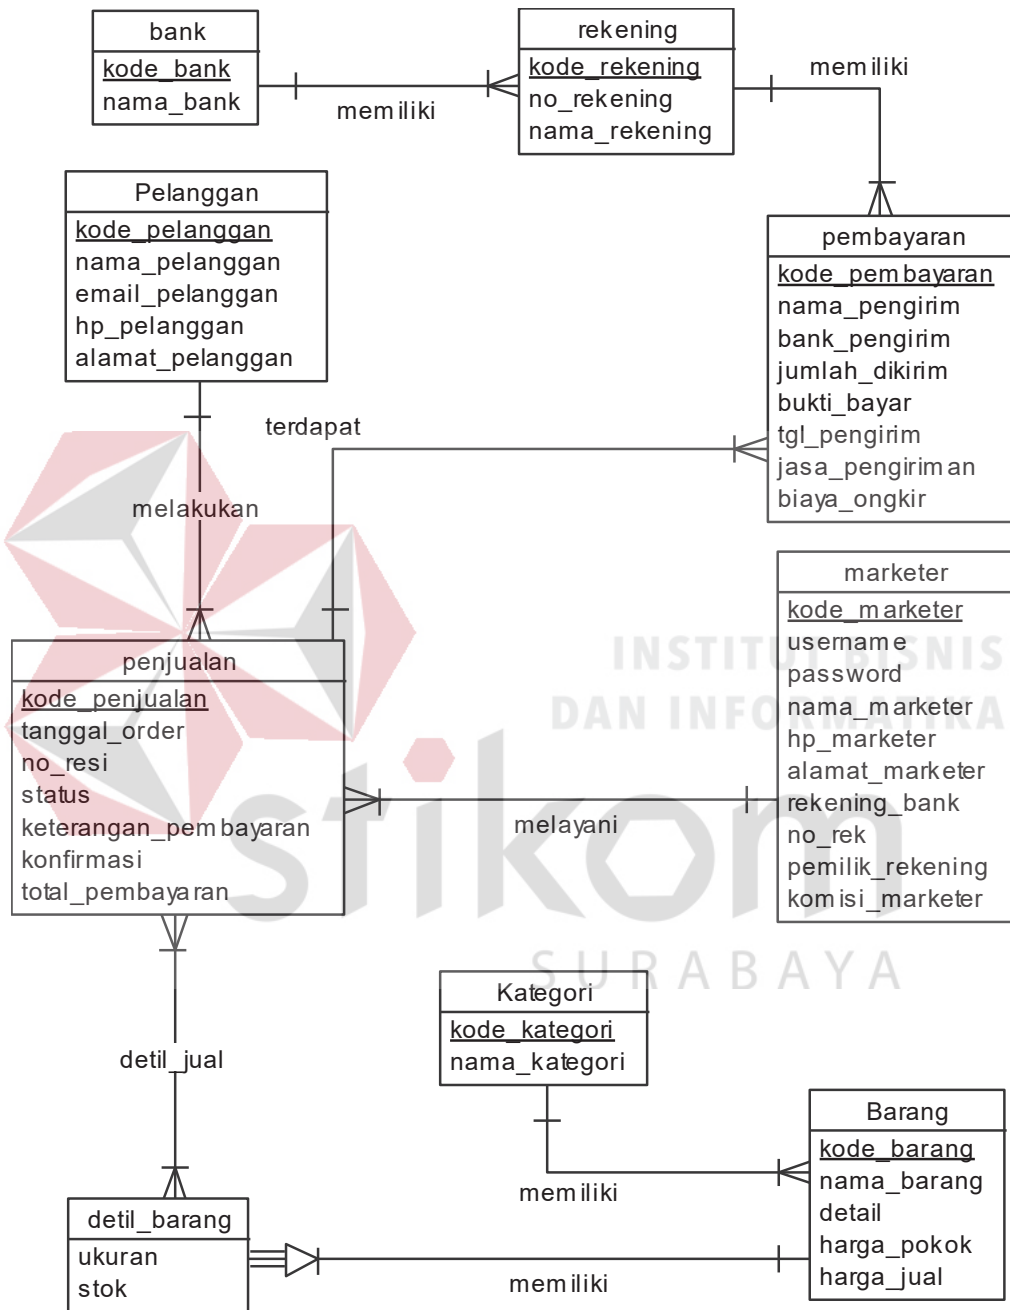 bank
kode_bank
nama_bank
memiliki
rekening
kode_rekening
no_rekening
nama_rekening
memiliki
Pelanggan
kode_pelanggan
nama_pelanggan
email_pelanggan
hp_pelanggan
alamat_pelanggan
pembayaran
kode_pembayaran
nama_pengirim
bank_pengirim
jumlah_dikirim
bukti_bayar
tgl_pengirim
jasa_pengiriman
biaya_ongkir
terdapat
melakukan
marketer
kode_marketer
username
password
nama_marketer
hp_marketer
alamat_marketer
rekening_bank
no_rek
pemilik_rekening
komisi_marketer
INSTITUT BISNIS
DAN INFORMATIKA
penjualan
kode_penjualan
tanggal_order
no_resi
status
keterangan_pembayaran
konfirmasi
total_pembayaran
melayani
stikom
SURABAYA
detil_jual
Kategori
kode_kategori
nama_kategori
memiliki
Barang
kode_barang
nama_barang
detail
harga_pokok
harga_jual
detil_barang
ukuran
stok
memiliki